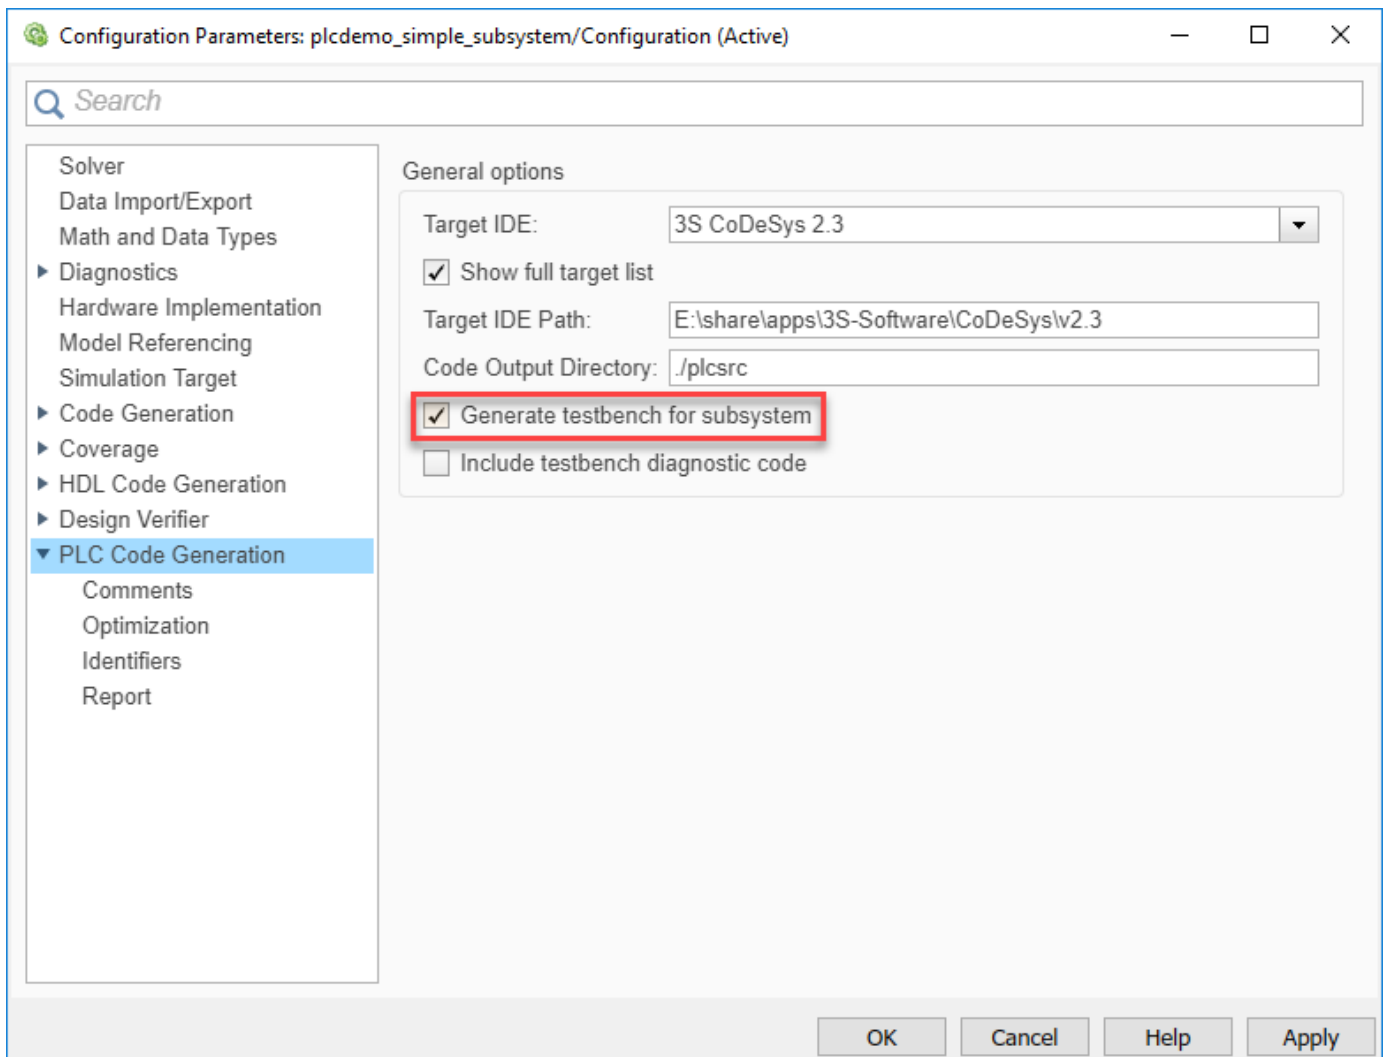 Configuration Parameters: plcdemo_simple_subsystem/Configuration (Active)
Search
Solver
Data Import/Export
Math and Data Types
Diagnostics
Hardware Implementation
Model Referencing
Simulation Target
Code Generation
Coverage
HDL Code Generation
Design Verifier
PLC Code Generation
Comments
Optimization
Identifiers
Report
General options
Target IDE: 3S CoDeSys 2.3
Show full target list
Target IDE Path: E:\share\apps\3S-Software\CoDeSys\v2.3
Code Output Directory: ./plcsrc
Generate testbench for subsystem
Include testbench diagnostic code
OK Cancel Help Apply